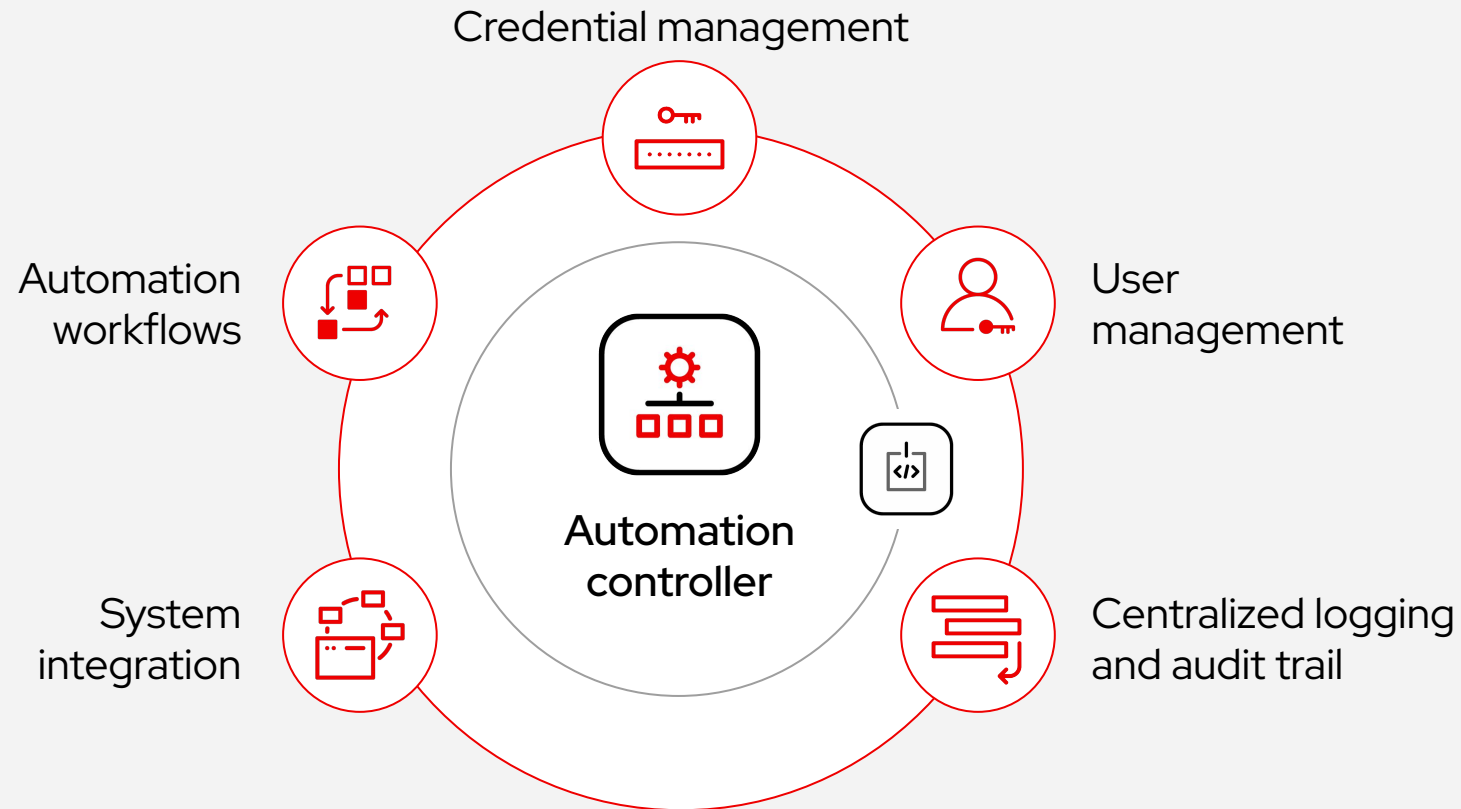 Credential management
Automation
workflows
User
management
</>
Automation
controller
System
integration
Centralized logging
and audit trail